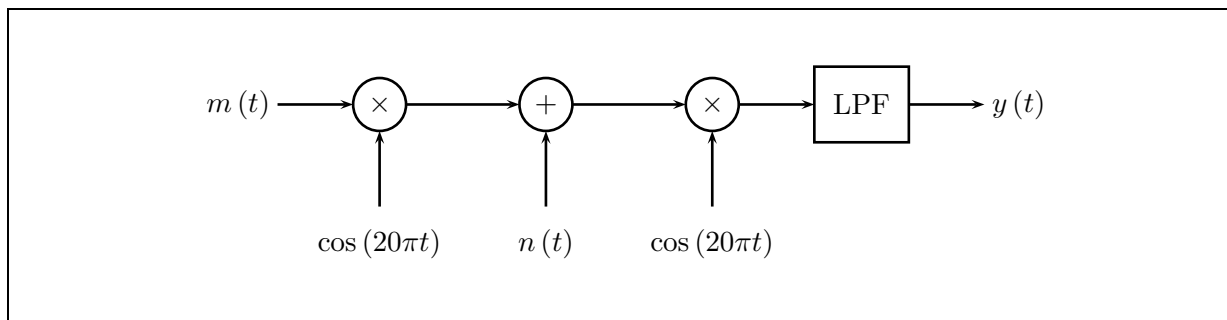 m (t) × + × LPF y (t)
cos (20πt) n (t) cos (20πt)